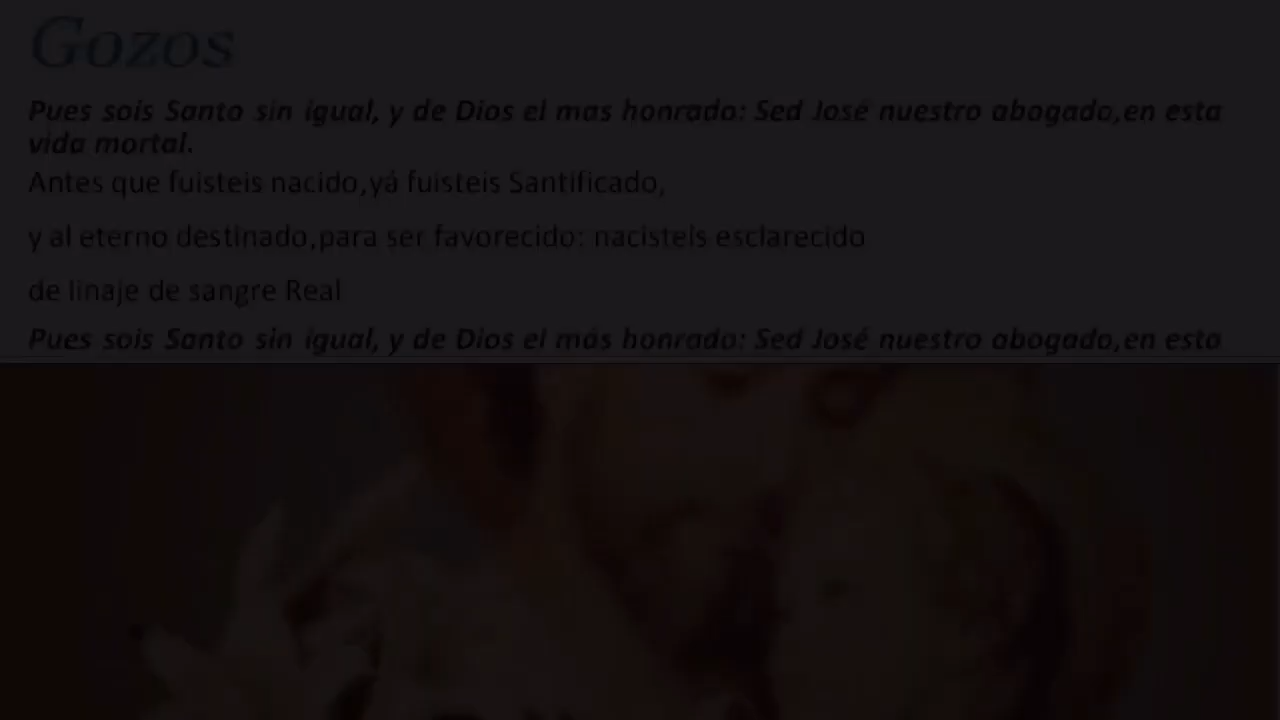 Gozos
Pues sois Santo sin igual, y de Dios el mas honrado: Sed José nuestro abogado,en esta
vida mortal.
Antes que fuisteis nacido,yá fuisteis Santificado,
y al eterno destinado,para ser favorecido: nacisteis esclarecido
de linaje de sangre Real
Pues sois Santo sin igual, y de Dios el más honrado: Sed José nuestro abogado,en esta